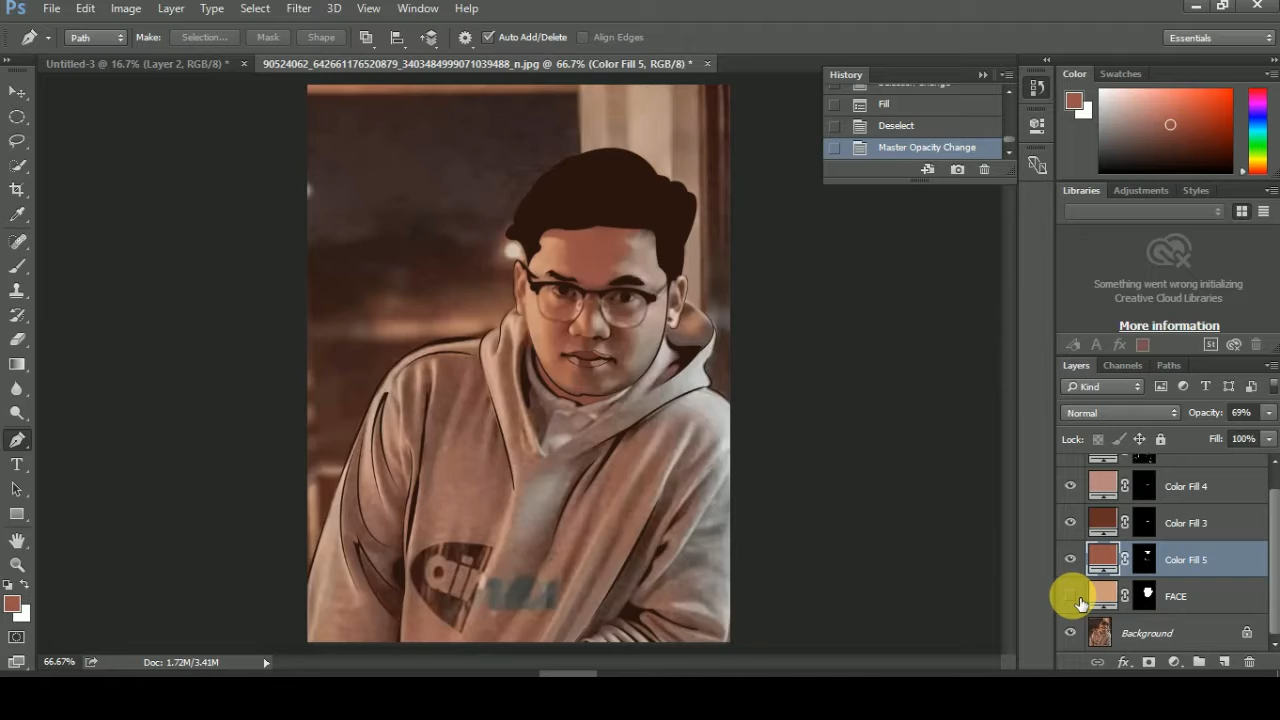 Ps File Edit Image Layer Type Select Filter 3D View Window Help
Path Make: Selection... Mask Shape Auto Add/Delete Align Edges Essentials
Untitled-3 @ 16.7% (Layer 2, RGB/8) * 90524062_642661176520879_3403484999071039488_n.jpg @ 66.7% (Color Fill 5, RGB/8) *
History
Fill
Deselect
Master Opacity Change
Color Swatches
Libraries Adjustments Styles
Something went wrong initializing
Creative Cloud Libraries
More information
St
Layers Channels Paths
Kind
Normal Opacity: 69%
Lock: Fill: 100%
Color Fill 4
Color Fill 3
Color Fill 5
FACE
Background
66.67% Doc: 1.72M/3.41M